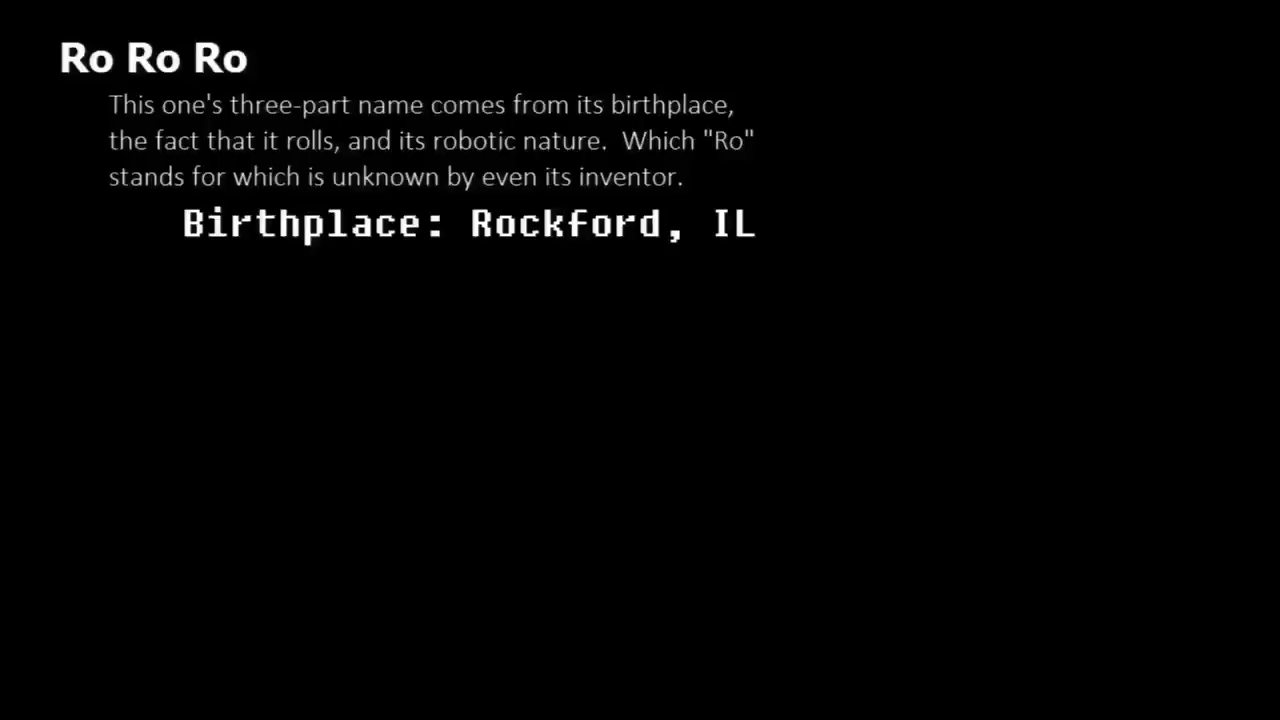 Ro Ro Ro
This one's three-part name comes from its birthplace,
the fact that it rolls, and its robotic nature.  Which "Ro"
stands for which is unknown by even its inventor.
Birthplace: Rockford, IL